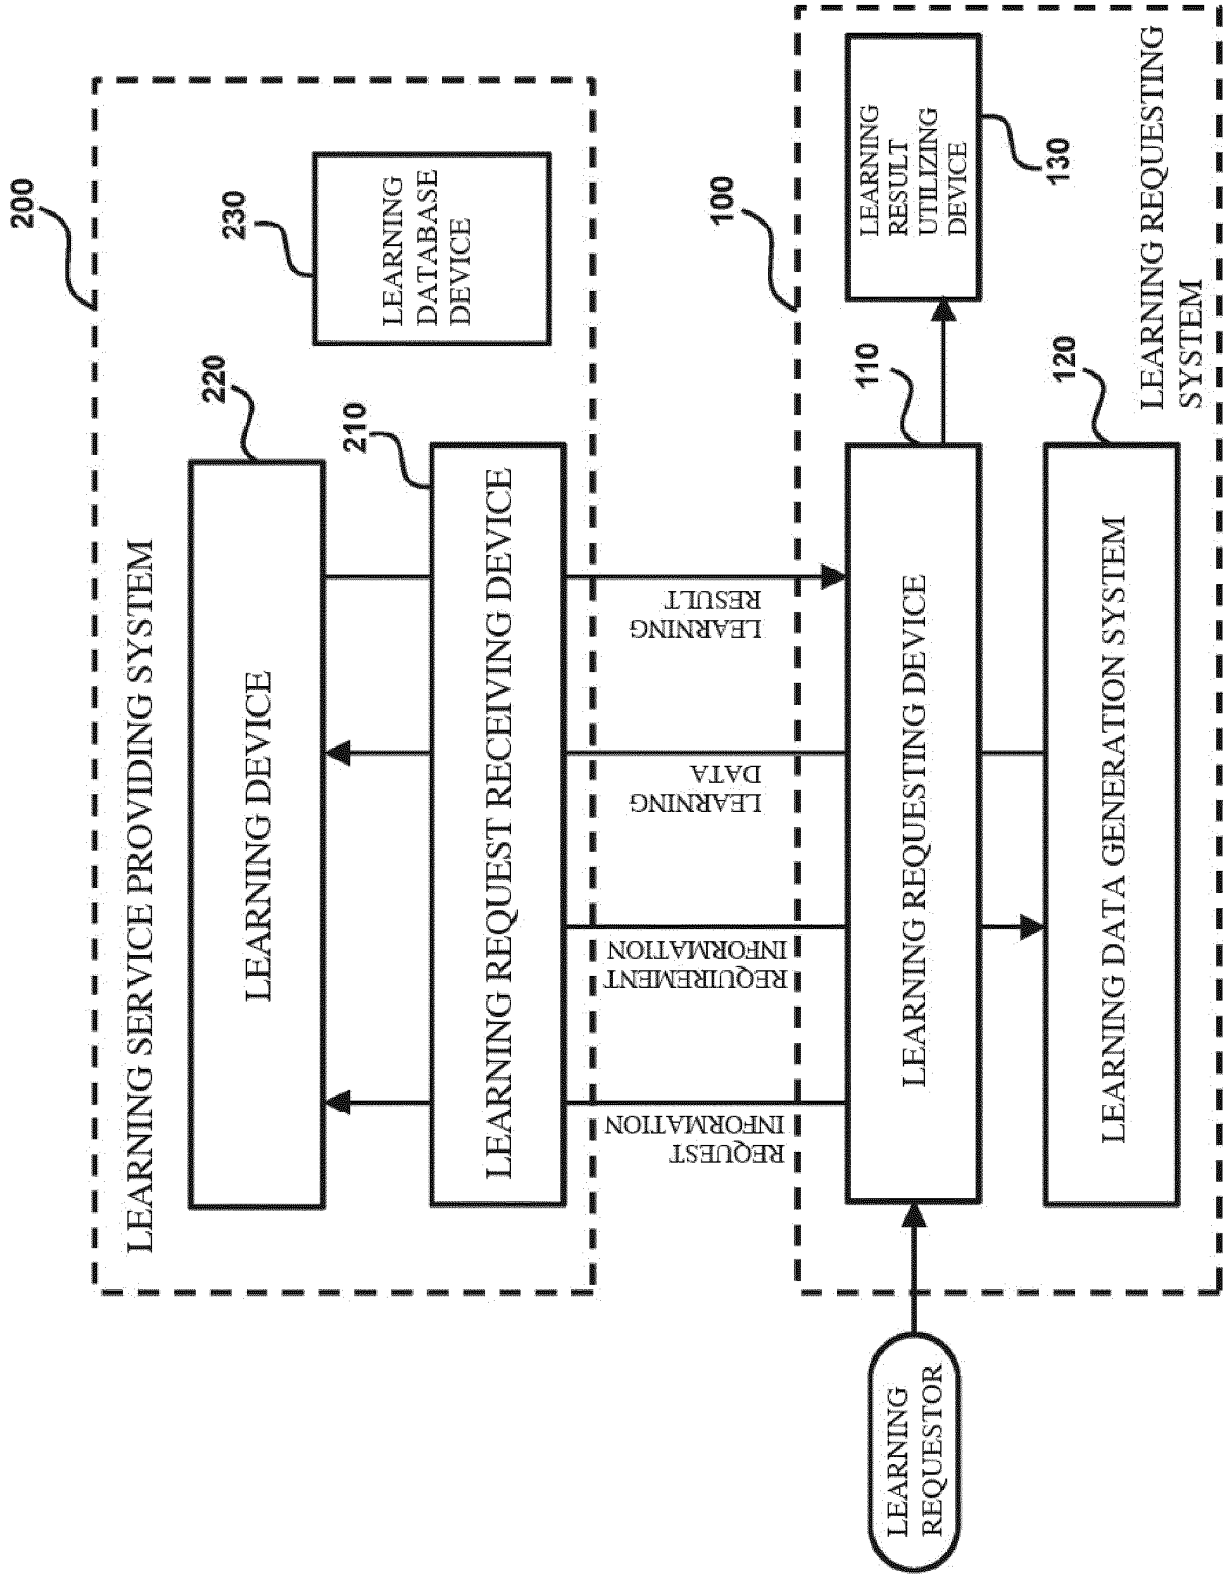 LEARNING SERVICE PROVIDING SYSTEM
200
LEARNING DEVICE
220
230
LEARNING
DATABASE
DEVICE
210
LEARNING REQUEST RECEIVING DEVICE
REQUEST
INFORMATION
REQUIREMENT
INFORMATION
LEARNING
DATA
LEARNING
RESULT
100
LEARNING
REQUESTOR
LEARNING REQUESTING DEVICE
110
LEARNING
RESULT
UTILIZING
DEVICE
130
LEARNING DATA GENERATION SYSTEM
120
LEARNING REQUESTING
SYSTEM